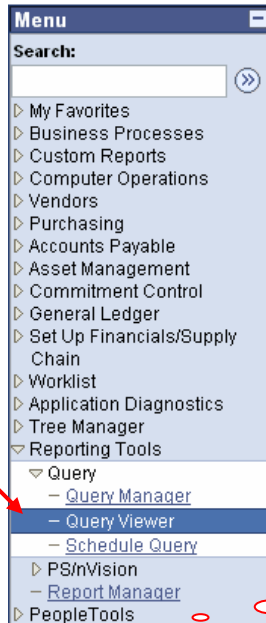 Menu
Search:
My Favorites
Business Processes
Custom Reports
Computer Operations
Vendors
Purchasing
Accounts Payable
Asset Management
Commitment Control
General Ledger
Set Up Financials/Supply
Chain
Worklist
Application Diagnostics
Tree Manager
Reporting Tools
Query
– Query Manager
– Query Viewer
– Schedule Query
PS/nVision
– Report Manager
PeopleTools